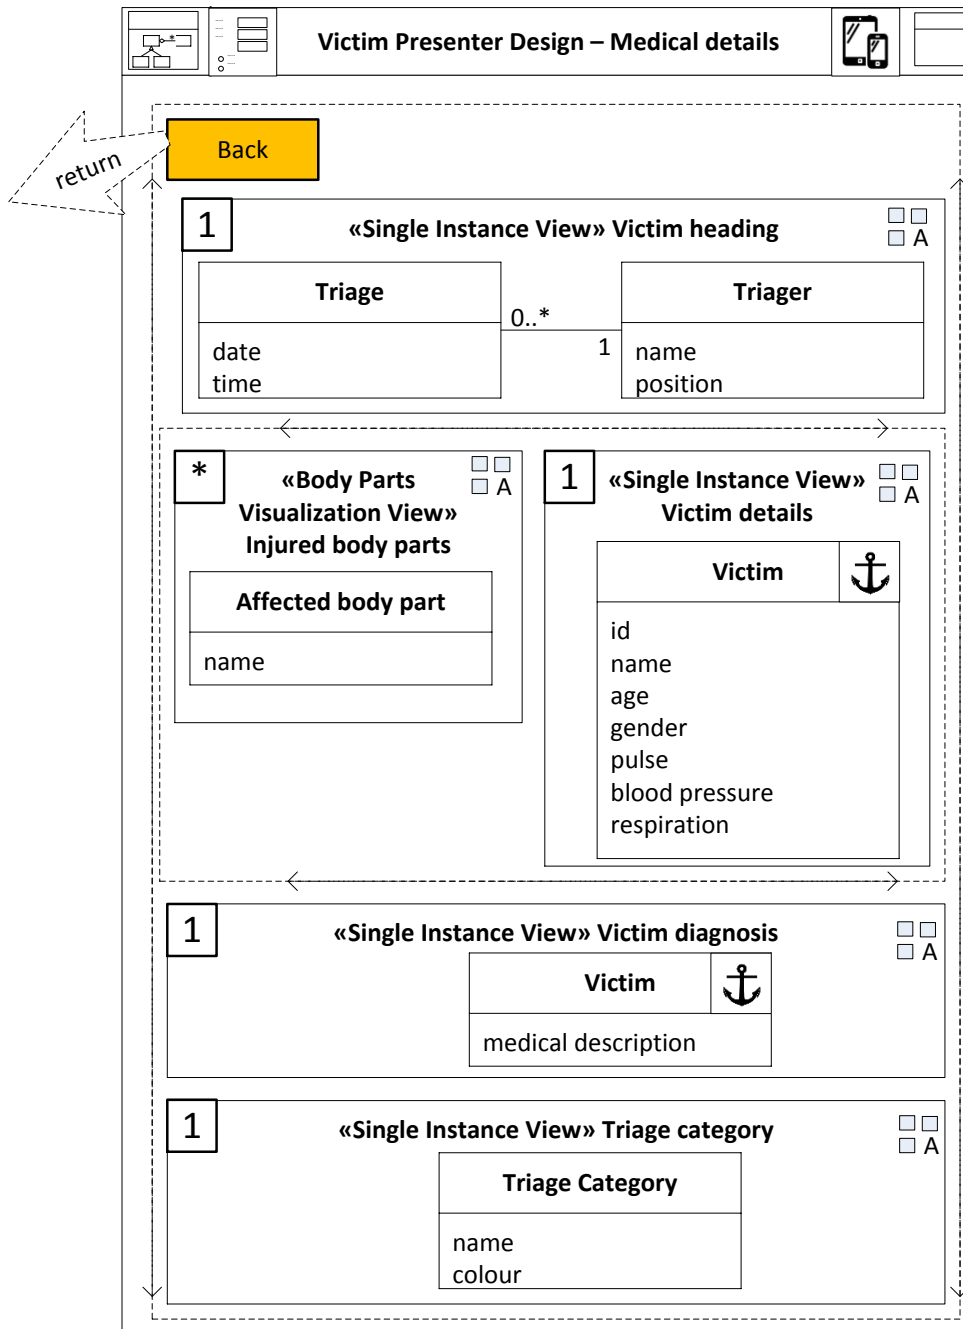 Victim Presenter Design – Medical details
Back
return
1
«Single Instance View» Victim heading
A
Triage
date
time
0..*
1
Triager
name
position
*
«Body Parts
Visualization View»
Injured body parts
A
Affected body part
name
1
«Single Instance View»
Victim details
A
Victim
id
name
age
gender
pulse
blood pressure
respiration
1
«Single Instance View» Victim diagnosis
A
Victim
medical description
1
«Single Instance View» Triage category
A
Triage Category
name
colour